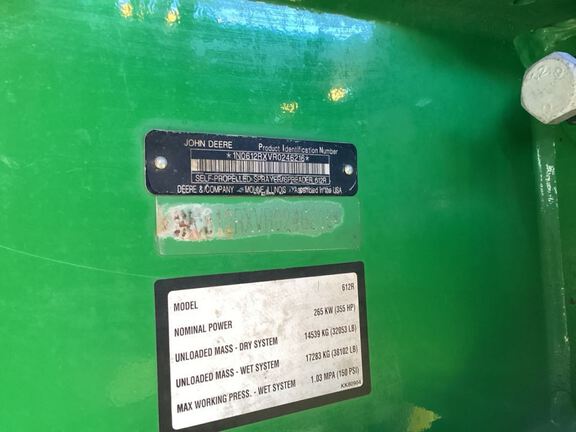 JOHN DEERE Product Identification Number
*1N0612RXVR0246216*
SELF-PROPELLED SPRAYER/SPREADER 612R
DEERE & COMPANY MOLINE, ILLINOIS Assembled in the USA
MODEL 612R
NOMINAL POWER 265 KW (355 HP)
UNLOADED MASS - DRY SYSTEM 14539 KG (32053 LB)
UNLOADED MASS - WET SYSTEM 17283 KG (38102 LB)
MAX WORKING PRESS. - WET SYSTEM 1.03 MPA (150 PSI)
KK80904